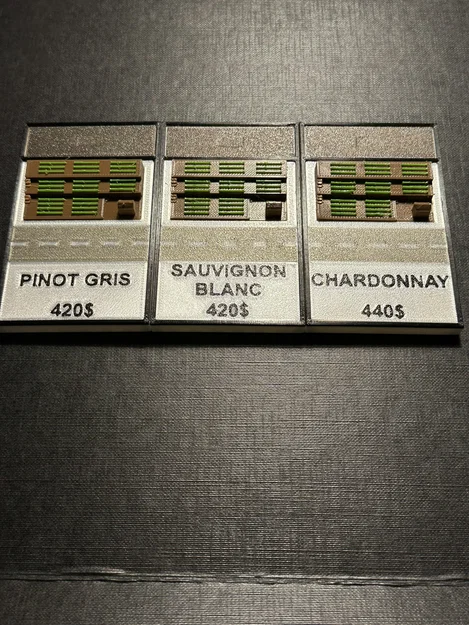 PINOT GRIS
420$
SAUVIGNON
BLANC
420$
CHARDONNAY
440$